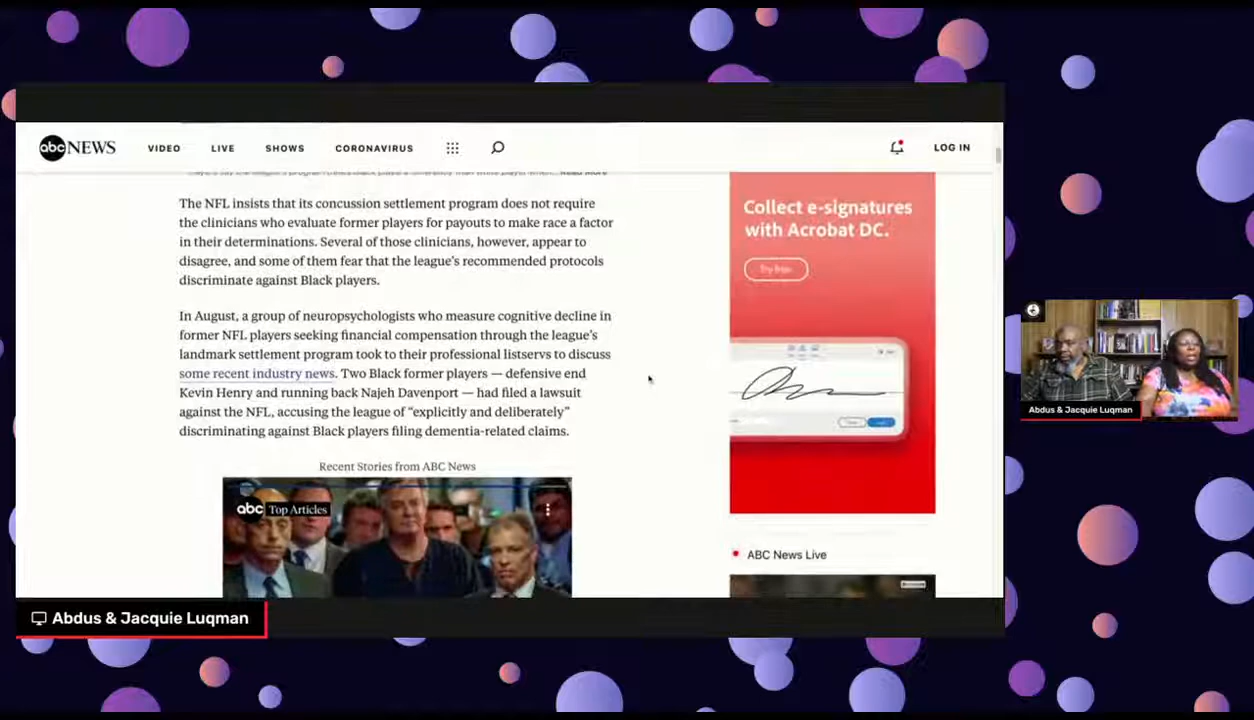 abc NEWS VIDEO LIVE SHOWS CORONAVIRUS LOG IN
Read More
The NFL insists that its concussion settlement program does not require
the clinicians who evaluate former players for payouts to make race a factor
in their determinations. Several of those clinicians, however, appear to
disagree, and some of them fear that the league's recommended protocols
discriminate against Black players.
In August, a group of neuropsychologists who measure cognitive decline in
former NFL players seeking financial compensation through the league's
landmark settlement program took to their professional listservs to discuss
some recent industry news. Two Black former players — defensive end
Kevin Henry and running back Najeh Davenport — had filed a lawsuit
against the NFL, accusing the league of “explicitly and deliberately”
discriminating against Black players filing dementia-related claims.
Recent Stories from ABC News
abc Top Articles
Collect e-signatures
with Acrobat DC.
ABC News Live
Abdus & Jacquie Luqman
Abdus & Jacquie Luqman